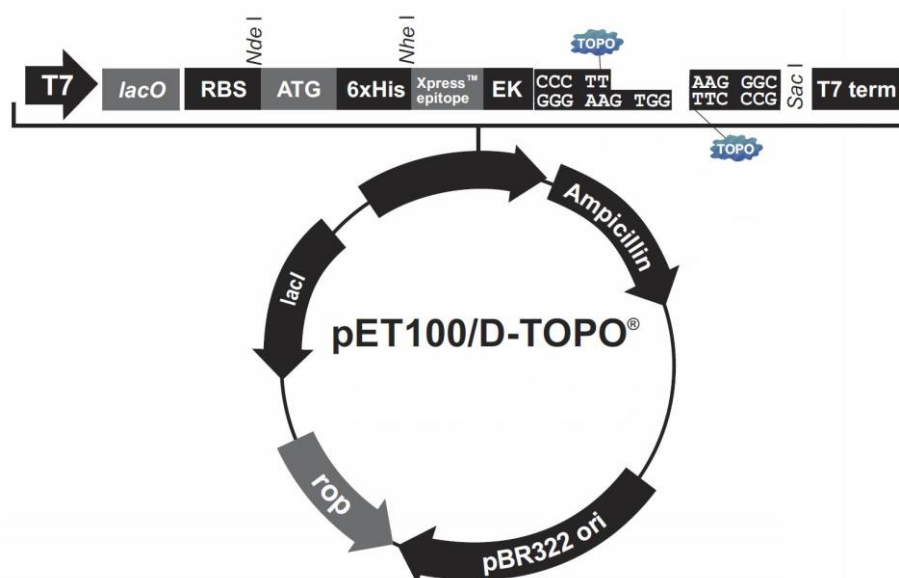 TOPO
Nde I
Nhe I
Sac I
T7
lacO
RBS
ATG
6xHis
Xpress™
epitope
EK
CCC TT
GGG AAG TGG
AAG GGC
TTC CCG
T7 term
TOPO
Ampicillin
lacI
pET100/D-TOPO®
rop
pBR322 ori